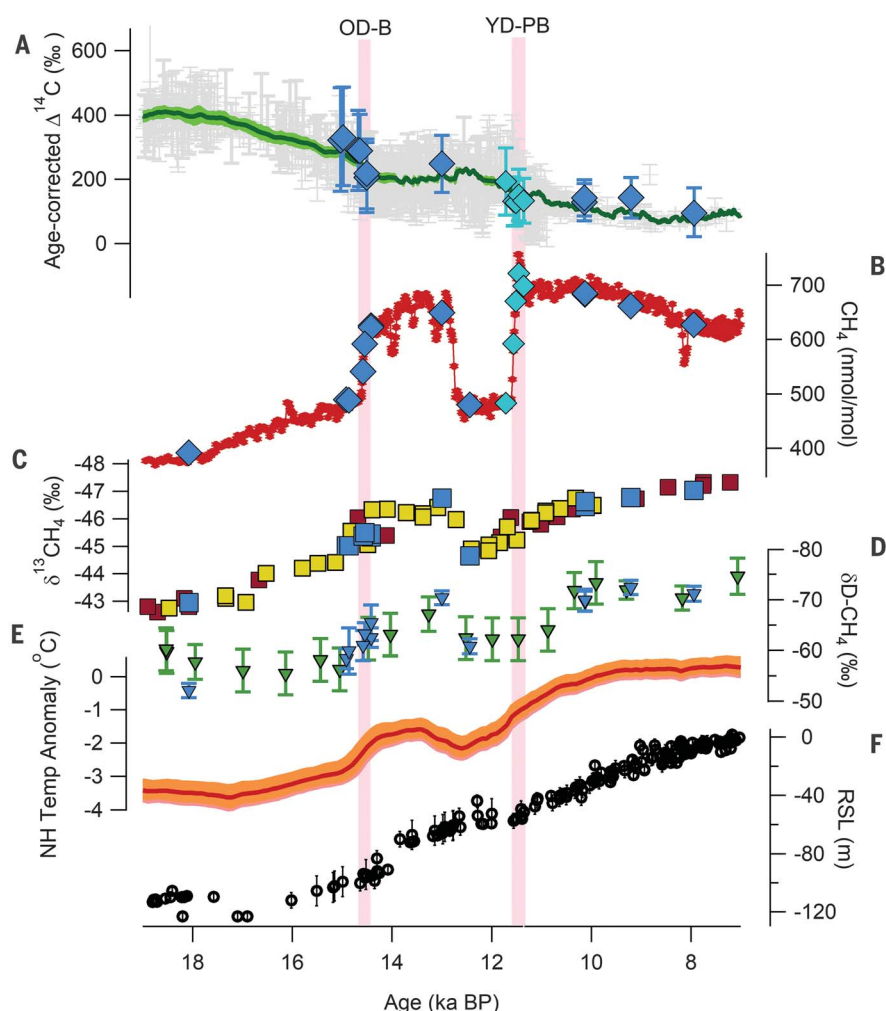 OD-B
YD-PB
A
600
400
200
0
Age-corrected Δ¹⁴C (‰)
B
700
600
500
400
CH₄ (nmol/mol)
C
-48
-47
-46
-45
-44
-43
δ¹³CH₄ (‰)
D
-80
-70
-60
-50
δD-CH₄ (‰)
E
0
-1
-2
-3
-4
NH Temp Anomaly (°C)
F
0
-40
-80
-120
RSL (m)
18
16
14
12
10
8
Age (ka BP)